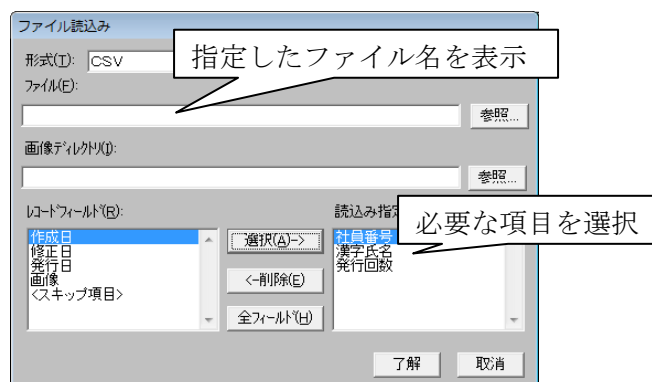 ファイル読込み
形式(T): CSV
指定したファイル名を表示
ファイル(F):
参照...
画像ディレクトリ(I):
参照...
レコードフィールド(R):
読込み指定
必要な項目を選択
作成日
修正日
発行日
画像
<スキップ項目>
選択(A)->
<-削除(E)
全フィールド(H)
社員番号
漢字氏名
発行回数
了解
取消